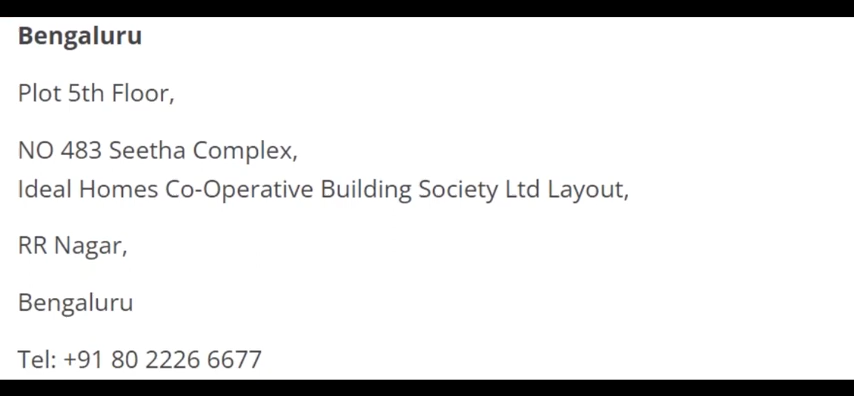 Bengaluru
Plot 5th Floor,
NO 483 Seetha Complex,
Ideal Homes Co-Operative Building Society Ltd Layout,
RR Nagar,
Bengaluru
Tel: +91 80 2226 6677